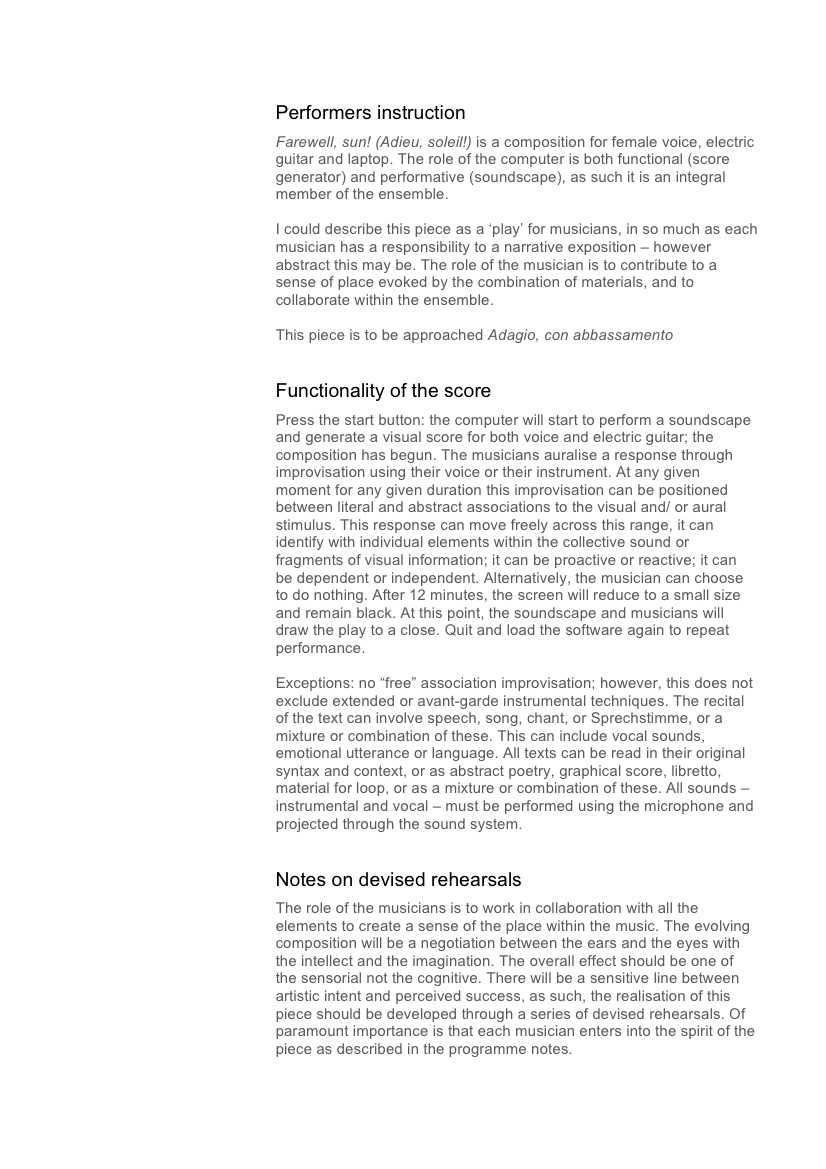 Performers instruction
Farewell, sun! (Adieu, soleil!) is a composition for female voice, electric
guitar and laptop. The role of the computer is both functional (score
generator) and performative (soundscape), as such it is an integral
member of the ensemble.
I could describe this piece as a ‘play’ for musicians, in so much as each
musician has a responsibility to a narrative exposition – however
abstract this may be. The role of the musician is to contribute to a
sense of place evoked by the combination of materials, and to
collaborate within the ensemble.
This piece is to be approached Adagio, con abbassamento
Functionality of the score
Press the start button: the computer will start to perform a soundscape
and generate a visual score for both voice and electric guitar; the
composition has begun. The musicians auralise a response through
improvisation using their voice or their instrument. At any given
moment for any given duration this improvisation can be positioned
between literal and abstract associations to the visual and/ or aural
stimulus. This response can move freely across this range, it can
identify with individual elements within the collective sound or
fragments of visual information; it can be proactive or reactive; it can
be dependent or independent. Alternatively, the musician can choose
to do nothing. After 12 minutes, the screen will reduce to a small size
and remain black. At this point, the soundscape and musicians will
draw the play to a close. Quit and load the software again to repeat
performance.
Exceptions: no “free” association improvisation; however, this does not
exclude extended or avant-garde instrumental techniques. The recital
of the text can involve speech, song, chant, or Sprechstimme, or a
mixture or combination of these. This can include vocal sounds,
emotional utterance or language. All texts can be read in their original
syntax and context, or as abstract poetry, graphical score, libretto,
material for loop, or as a mixture or combination of these. All sounds –
instrumental and vocal – must be performed using the microphone and
projected through the sound system.
Notes on devised rehearsals
The role of the musicians is to work in collaboration with all the
elements to create a sense of the place within the music. The evolving
composition will be a negotiation between the ears and the eyes with
the intellect and the imagination. The overall effect should be one of
the sensorial not the cognitive. There will be a sensitive line between
artistic intent and perceived success, as such, the realisation of this
piece should be developed through a series of devised rehearsals. Of
paramount importance is that each musician enters into the spirit of the
piece as described in the programme notes.